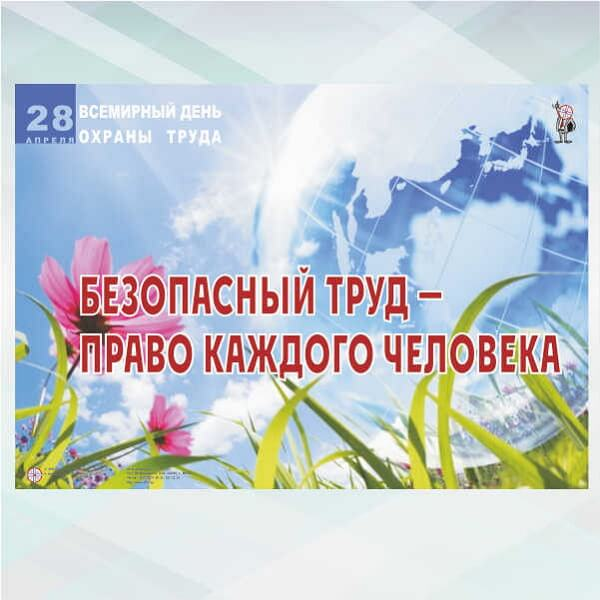 28
АПРЕЛЯ
ВСЕМИРНЫЙ ДЕНЬ
ОХРАНЫ ТРУДА
БЕЗОПАСНЫЙ ТРУД –
ПРАВО КАЖДОГО ЧЕЛОВЕКА